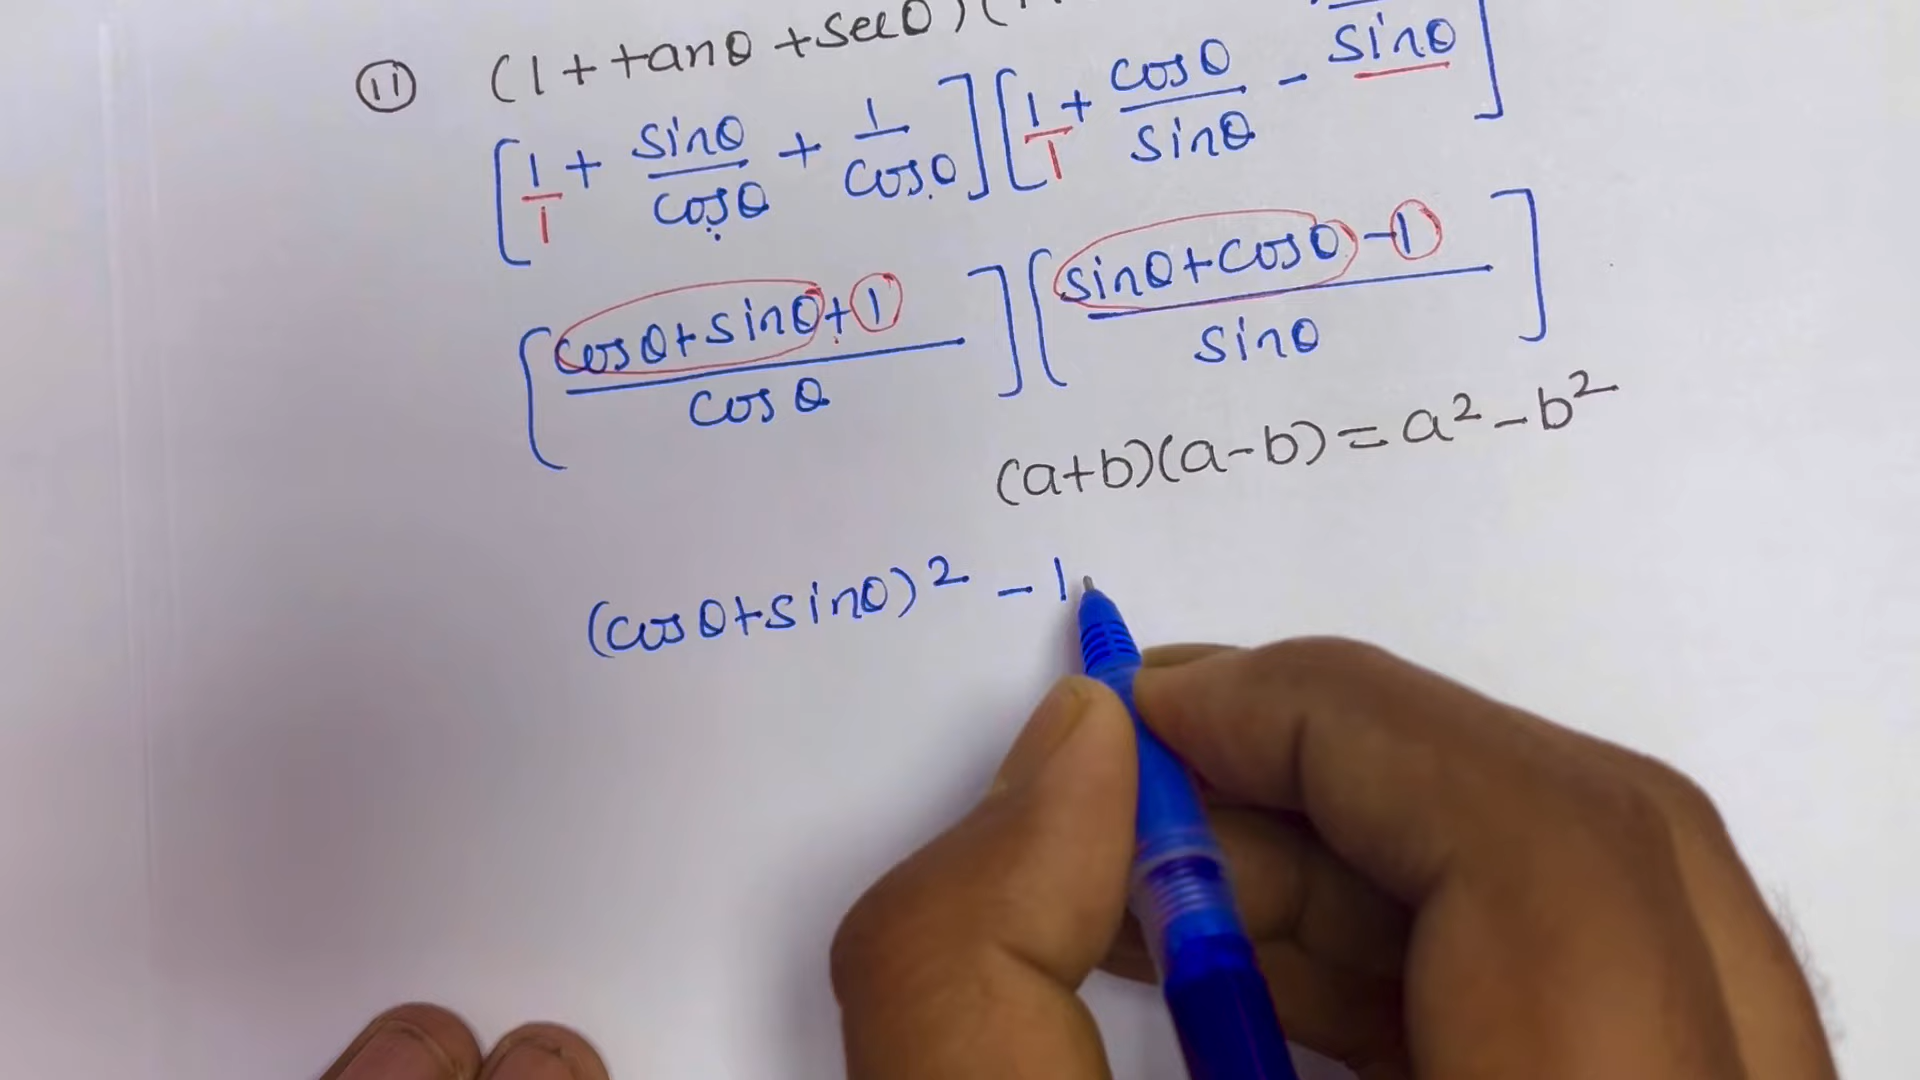 (11) (1+tanθ+secθ)(
[1/1 + sinθ/cosθ + 1/cosθ][1/1 + cosθ/sinθ - /sinθ]
[cosθ+sinθ+1/cosθ][sinθ+cosθ-1/sinθ]
(a+b)(a-b)=a²-b²
(cosθ+sinθ)² - 1